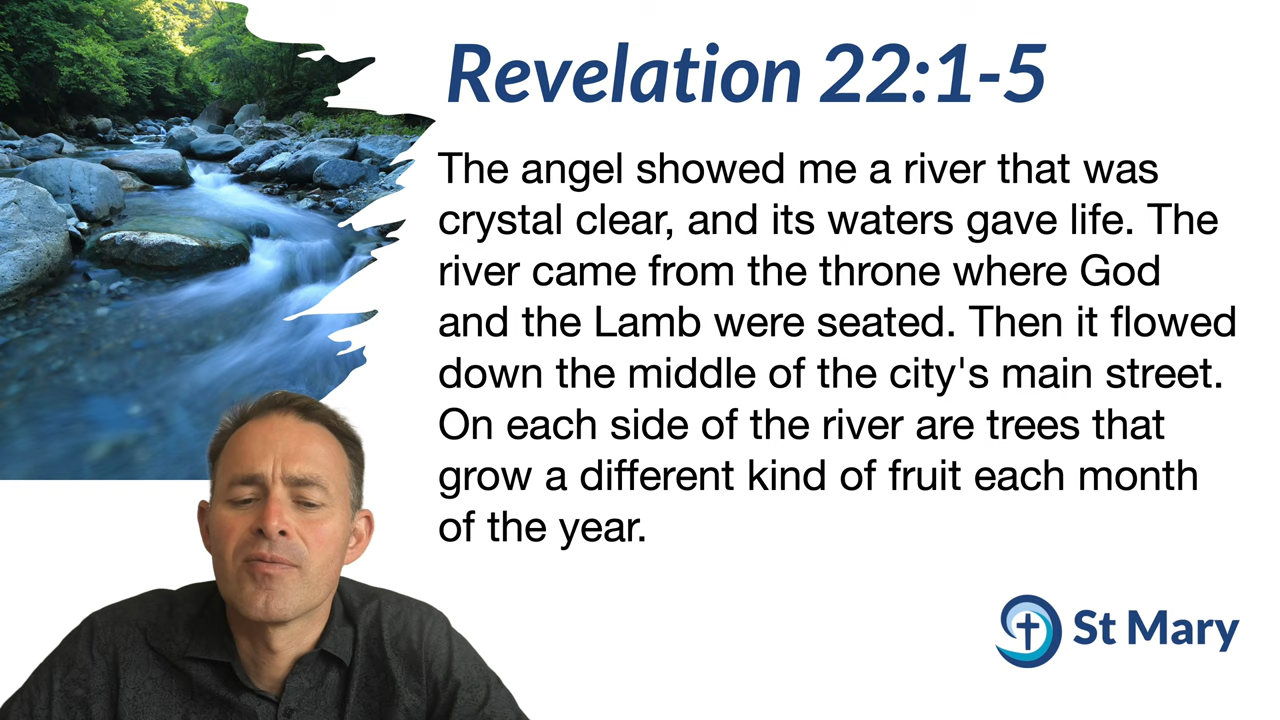 Revelation 22:1-5
The angel showed me a river that was
crystal clear, and its waters gave life. The
river came from the throne where God
and the Lamb were seated. Then it flowed
down the middle of the city's main street.
On each side of the river are trees that
grow a different kind of fruit each month
of the year.
St Mary